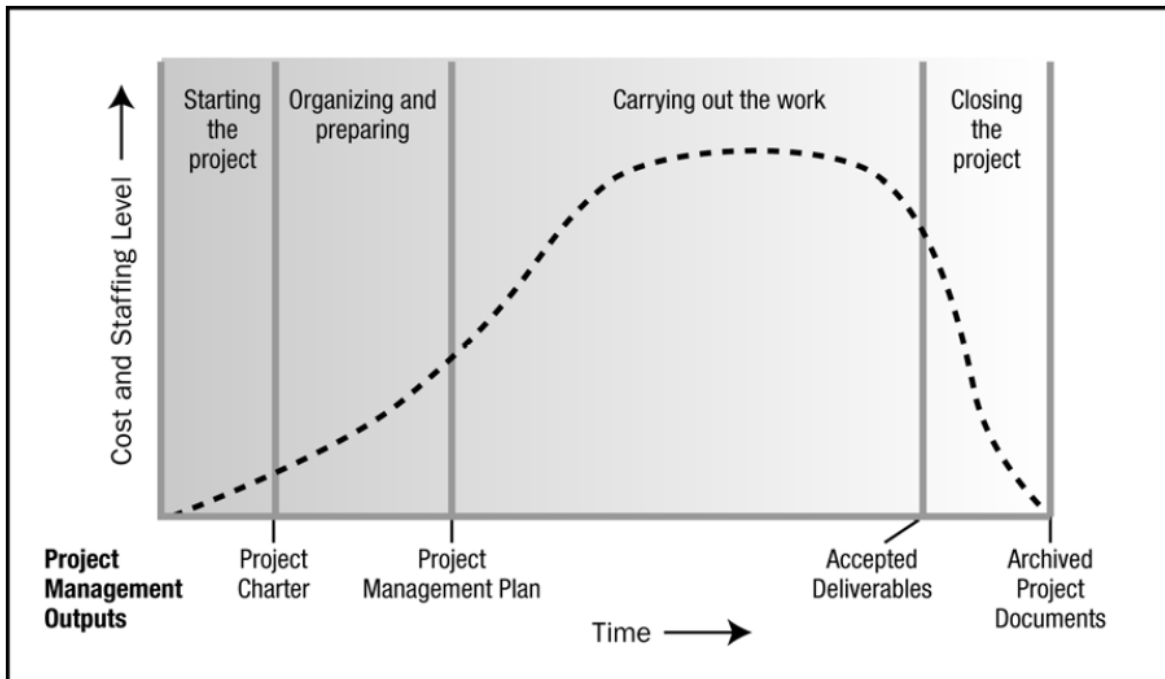 Cost and Staffing Level
Starting
the
project
Organizing and
preparing
Carrying out the work
Closing
the
project
Project
Management
Outputs
Project
Charter
Project
Management Plan
Accepted
Deliverables
Archived
Project
Documents
Time